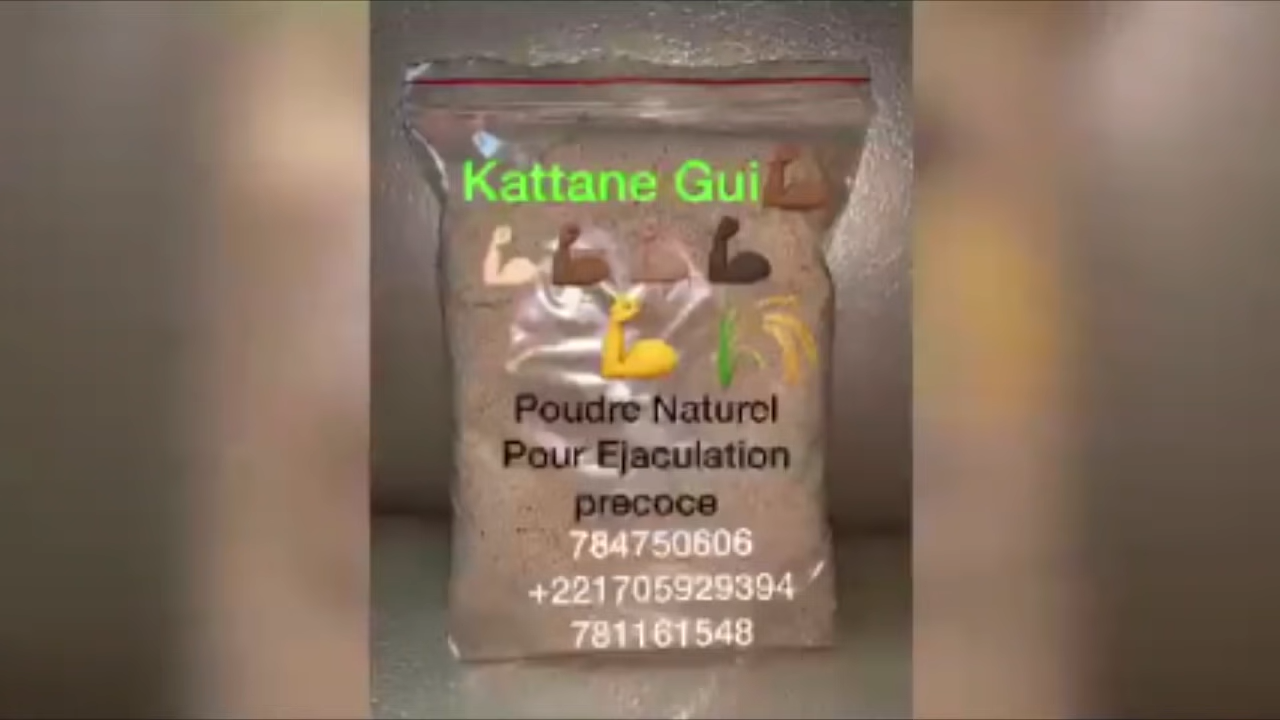 Kattane Gui
Poudre Naturel
Pour Ejaculation
precoce
784750606
+221705929394
781161548